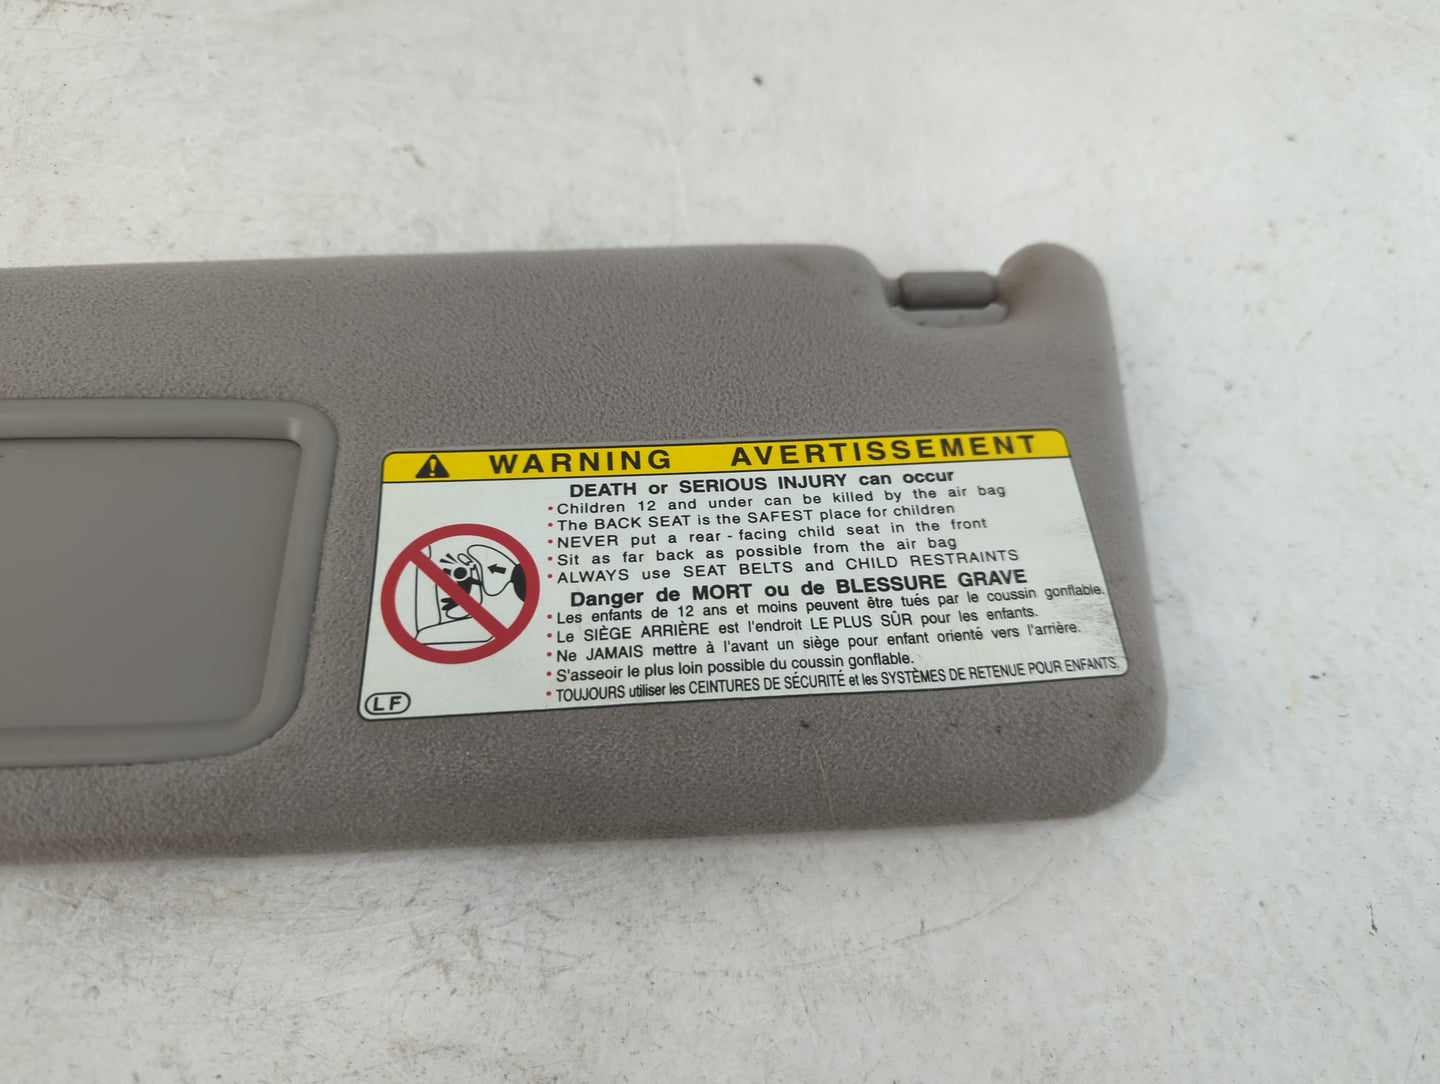 WARNING AVERTISSEMENT
DEATH or SERIOUS INJURY can occur
•Children 12 and under can be killed by the air bag
•The BACK SEAT is the SAFEST place for children
•NEVER put a rear-facing child seat in the front
•Sit as far back as possible from the air bag
•ALWAYS use SEAT BELTS and CHILD RESTRAINTS
Danger de MORT ou de BLESSURE GRAVE
•Les enfants de 12 ans et moins peuvent être tués par le coussin gonflable.
•Le SIÈGE ARRIÈRE est l'endroit LE PLUS SÛR pour les enfants.
•Ne JAMAIS mettre à l'avant un siège pour enfant orienté vers l'arrière.
•S'asseoir le plus loin possible du coussin gonflable.
•TOUJOURS utiliser les CEINTURES DE SÉCURITÉ et les SYSTÈMES DE RETENUE POUR ENFANTS.
LF